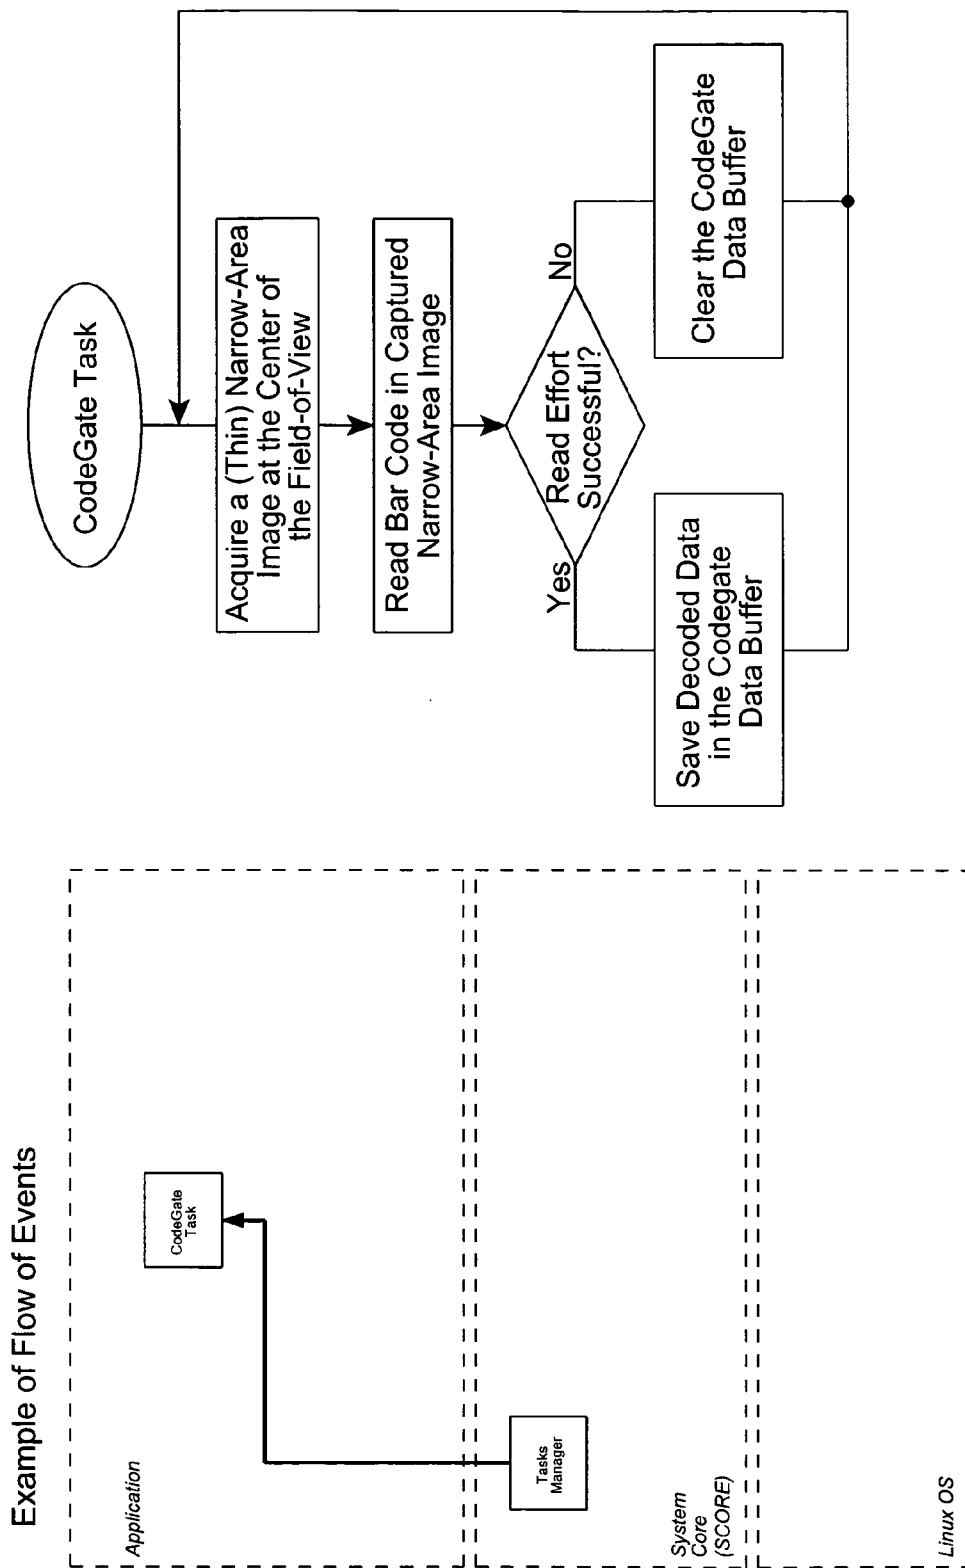 Example of Flow of Events
Application
CodeGate
Task
Tasks
Manager
System
Core
(SCORE)
Linux OS
CodeGate Task
Acquire a (Thin) Narrow-Area
Image at the Center of
the Field-of-View
Read Bar Code in Captured
Narrow-Area Image
Read Effort
Successful?
Yes
No
Save Decoded Data
in the Codegate
Data Buffer
Clear the CodeGate
Data Buffer